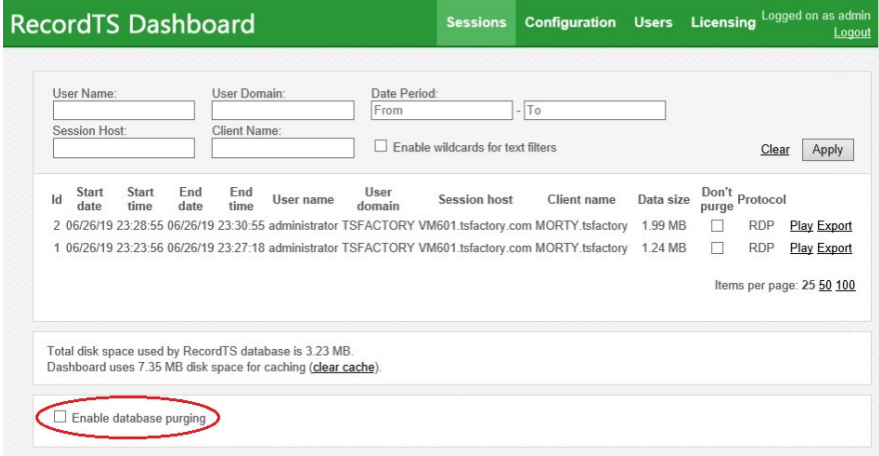 RecordTS Dashboard
Sessions Configuration Users Licensing Logged on as admin
Logout
User Name: User Domain: Date Period:
From - To
Session Host: Client Name:
Enable wildcards for text filters Clear Apply
Id Start date Start time End date End time User name User domain Session host Client name Data size Don't purge Protocol
2 06/26/19 23:28:55 06/26/19 23:30:55 administrator TSFACTORY VM601.tsfactory.com MORTY.tsfactory 1.99 MB RDP Play Export
1 06/26/19 23:23:56 06/26/19 23:27:18 administrator TSFACTORY VM601.tsfactory.com MORTY.tsfactory 1.24 MB RDP Play Export
Items per page: 25 50 100
Total disk space used by RecordTS database is 3.23 MB.
Dashboard uses 7.35 MB disk space for caching (clear cache).
Enable database purging